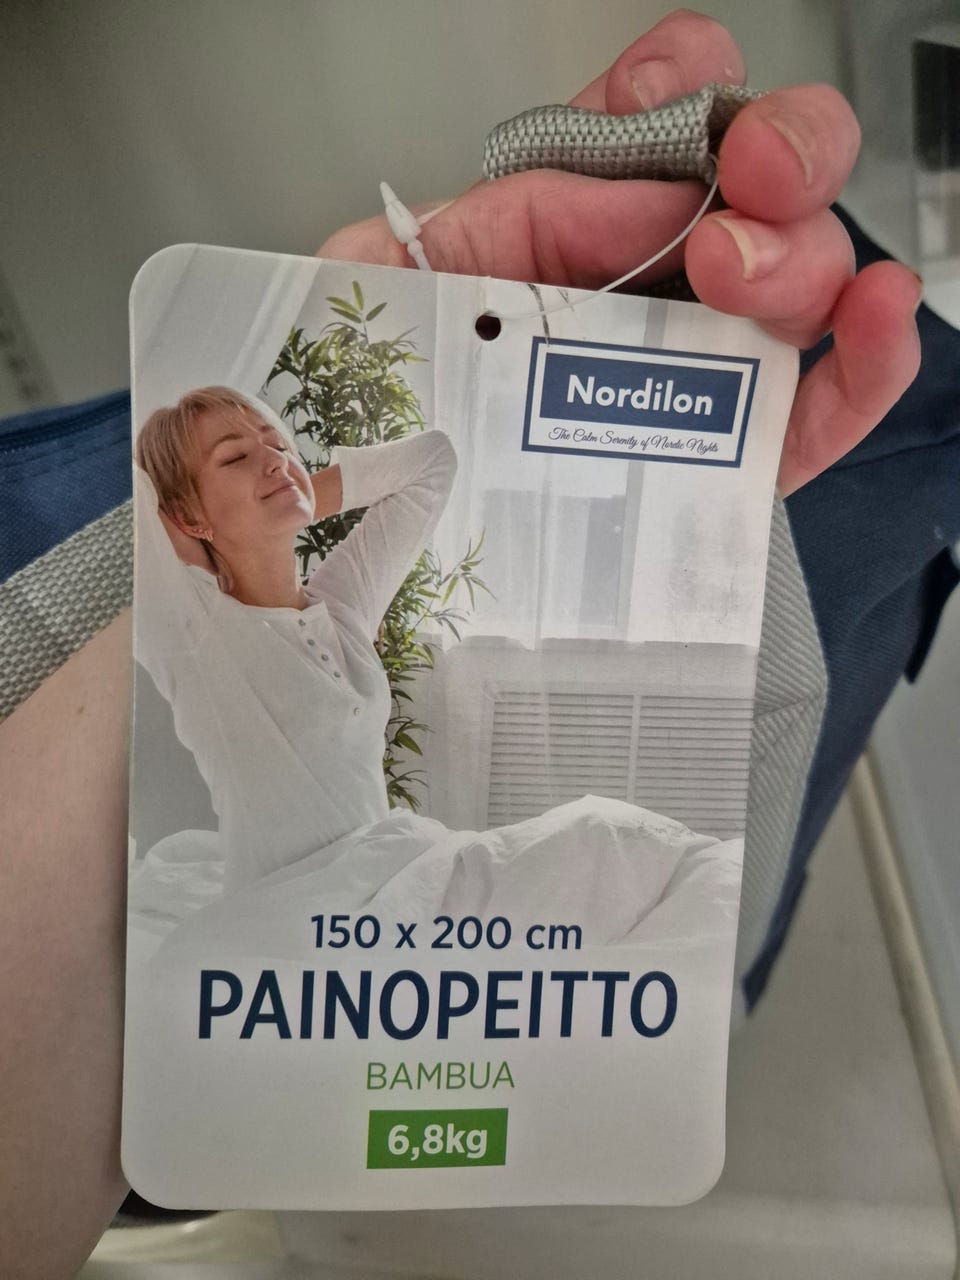 Nordilon
The Calm Serenity of Nordic Nights
150 x 200 cm
PAINOPEITTO
BAMBUA
6,8kg